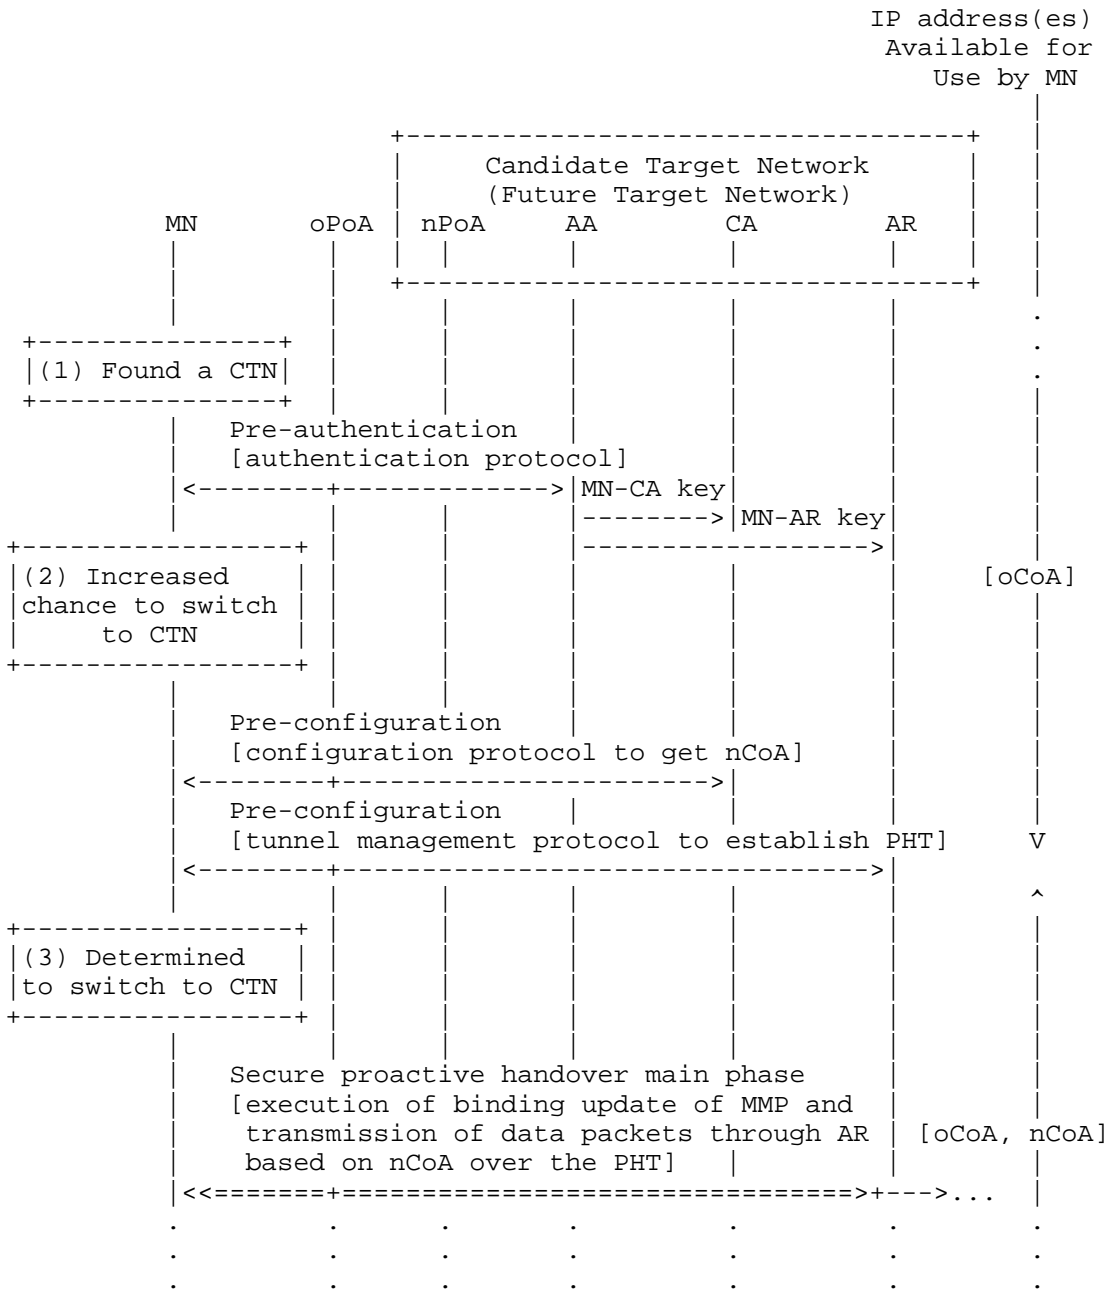 IP address(es)
Available for
Use by MN
Candidate Target Network
(Future Target Network)
MN oPoA nPoA AA CA AR
(1) Found a CTN
Pre-authentication
[authentication protocol]
MN-CA key
MN-AR key
(2) Increased [oCoA]
chance to switch
to CTN
Pre-configuration
[configuration protocol to get nCoA]
Pre-configuration
[tunnel management protocol to establish PHT] V
^
(3) Determined
to switch to CTN
Secure proactive handover main phase
[execution of binding update of MMP and
transmission of data packets through AR [oCoA, nCoA]
based on nCoA over the PHT]
...